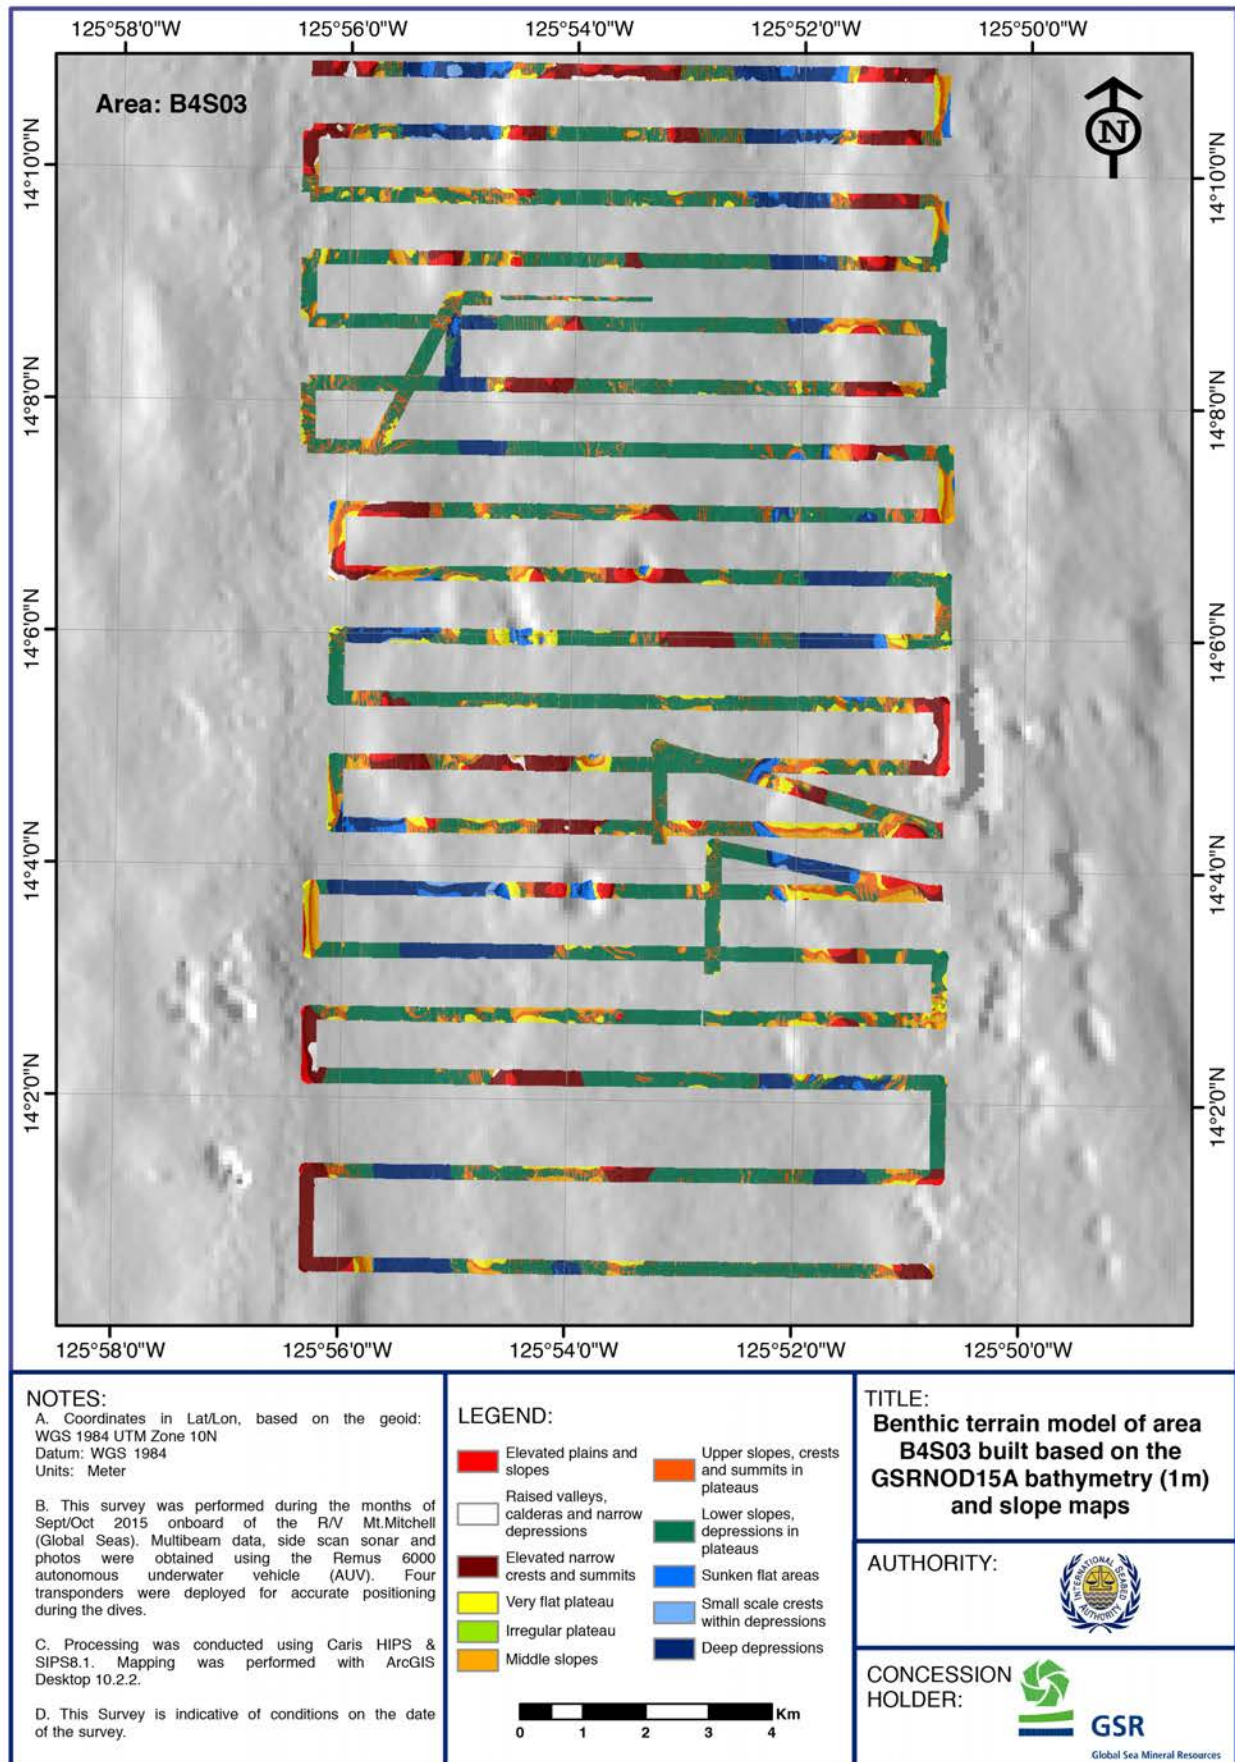 125°58'0"W 125°56'0"W 125°54'0"W 125°52'0"W 125°50'0"W
Area: B4S03
N
14°10'0"N
14°8'0"N
14°6'0"N
14°4'0"N
14°2'0"N
14°10'0"N
14°8'0"N
14°6'0"N
14°4'0"N
14°2'0"N
125°58'0"W 125°56'0"W 125°54'0"W 125°52'0"W 125°50'0"W
NOTES:
A. Coordinates in Lat/Lon, based on the geoid:
WGS 1984 UTM Zone 10N
Datum: WGS 1984
Units: Meter
B. This survey was performed during the months of
Sept/Oct 2015 onboard of the R/V Mt.Mitchell
(Global Seas). Multibeam data, side scan sonar and
photos were obtained using the Remus 6000
autonomous underwater vehicle (AUV). Four
transponders were deployed for accurate positioning
during the dives.
C. Processing was conducted using Caris HIPS &
SIPS8.1. Mapping was performed with ArcGIS
Desktop 10.2.2.
D. This Survey is indicative of conditions on the date
of the survey.
LEGEND:
Elevated plains and
slopes
Raised valleys,
calderas and narrow
depressions
Elevated narrow
crests and summits
Very flat plateau
Irregular plateau
Middle slopes
Upper slopes, crests
and summits in
plateaus
Lower slopes,
depressions in
plateaus
Sunken flat areas
Small scale crests
within depressions
Deep depressions
Km
0 1 2 3 4
TITLE:
Benthic terrain model of area
B4S03 built based on the
GSRNOD15A bathymetry (1m)
and slope maps
AUTHORITY:
INTERNATIONAL SEABED AUTHORITY
CONCESSION
HOLDER:
GSR
Global Sea Mineral Resources